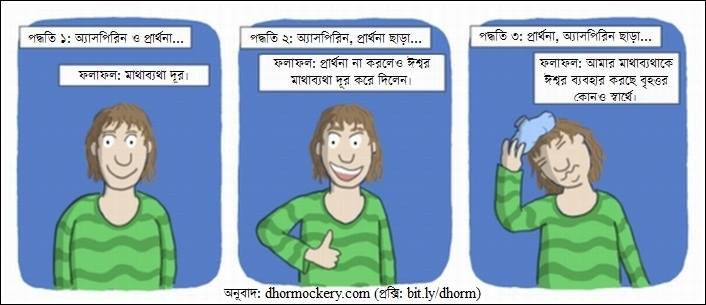 পদ্ধতি ১: অ্যাসপিরিন ও প্রার্থনা...
ফলাফল: মাথাব্যথা দূর।
পদ্ধতি ২: অ্যাসপিরিন, প্রার্থনা ছাড়া...
ফলাফল: প্রার্থনা না করলেও ঈশ্বর
মাথাব্যথা দূর করে দিলেন।
পদ্ধতি ৩: প্রার্থনা, অ্যাসপিরিন ছাড়া...
ফলাফল: আমার মাথাব্যথাকে
ঈশ্বর ব্যবহার করছে বৃহত্তর
কোনও স্বার্থে।
অনুবাদ: dhormockery.com (প্রক্সি: bit.ly/dhorm)